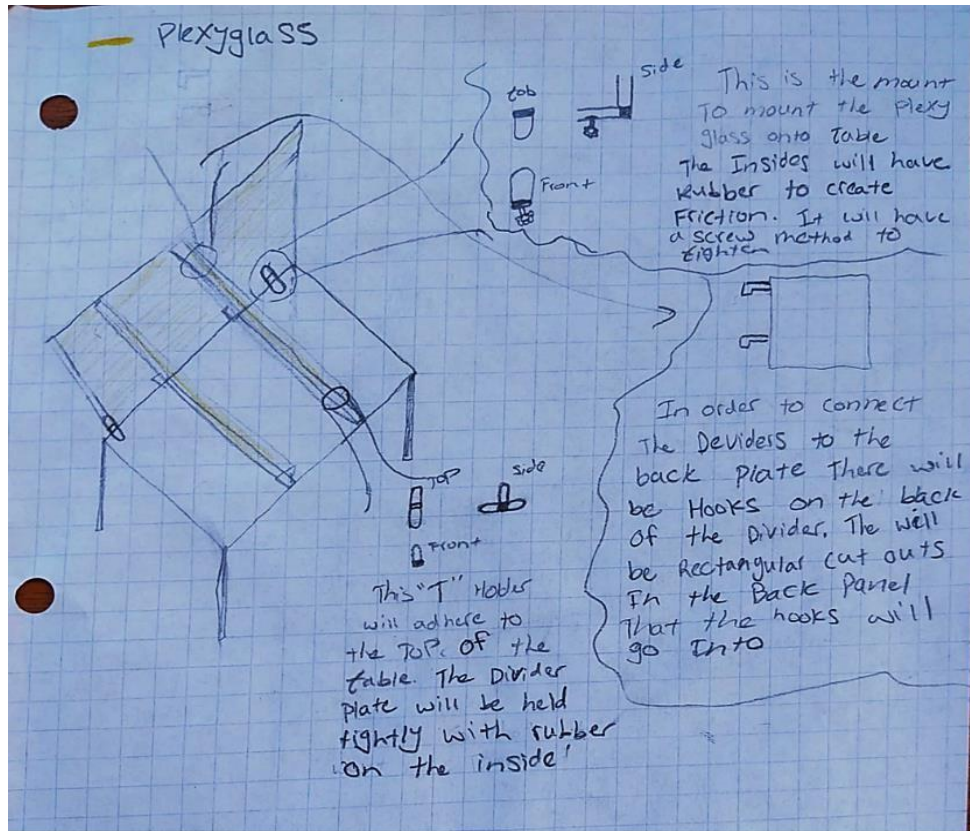 Plexyglass
tob
Side
Front
This is the mount
To mount the Plexy
glass onto Table
The Insides will have
Rubber to create
Friction. It will have
a screw method to
tighten
In order to connect
The Deviders to the
back Plate There will
be Hooks on the back
of the Divider. The will
be Rectangular cut outs
In the Back Panel
That the hooks will
go Into
TOP
Side
Front
This "T" Holder
will adhere to
the TOP of the
table. The Divider
Plate will be held
tightly with rubber
on the inside!